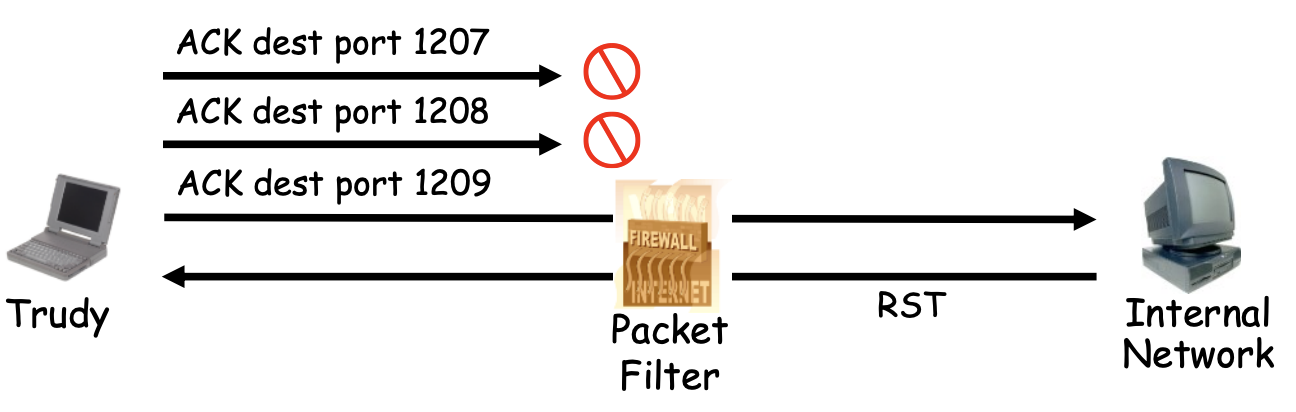 ACK dest port 1207
ACK dest port 1208
ACK dest port 1209
FIREWALL
INTERNET
Trudy
Packet
Filter
RST
Internal
Network